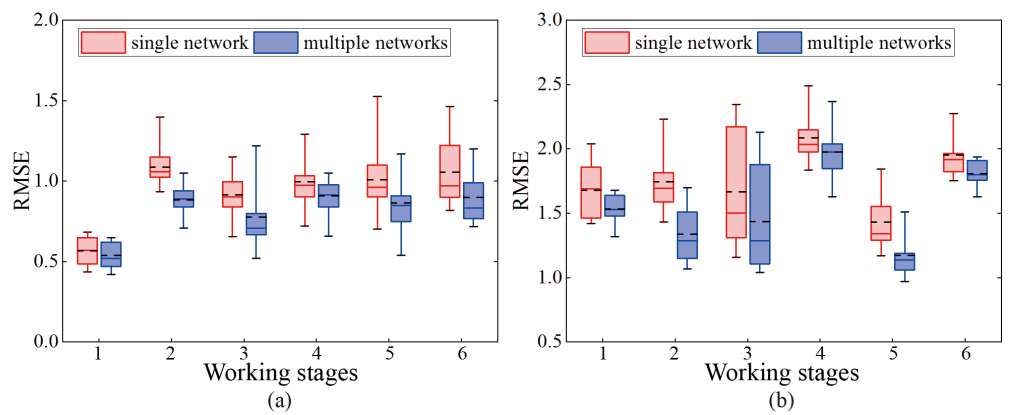 2.0
1.5
1.0
0.5
0.0
RMSE
single network
multiple networks
1 2 3 4 5 6
Working stages
(a)
3.0
2.5
2.0
1.5
1.0
0.5
RMSE
single network
multiple networks
1 2 3 4 5 6
Working stages
(b)